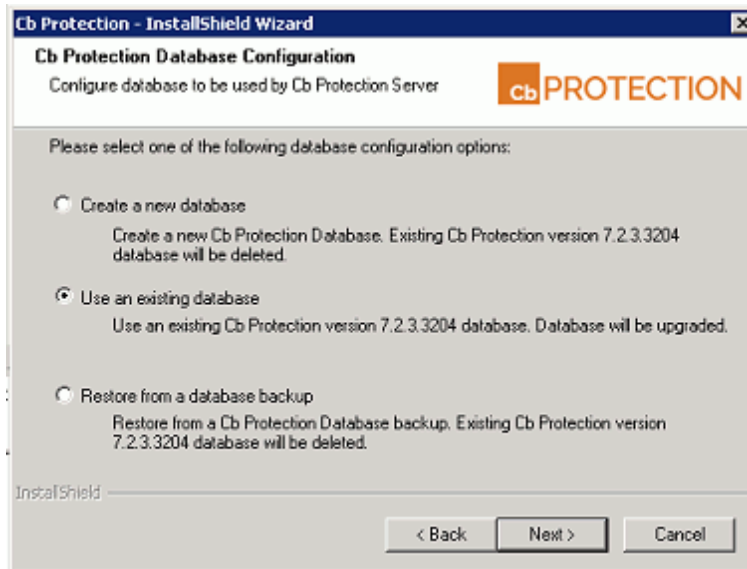 Cb Protection - InstallShield Wizard
Cb Protection Database Configuration
Configure database to be used by Cb Protection Server
Cb PROTECTION
Please select one of the following database configuration options:
Create a new database
Create a new Cb Protection Database. Existing Cb Protection version 7.2.3.3204
database will be deleted.
Use an existing database
Use an existing Cb Protection version 7.2.3.3204 database. Database will be upgraded.
Restore from a database backup
Restore from a Cb Protection Database backup. Existing Cb Protection version
7.2.3.3204 database will be deleted.
InstallShield
< Back
Next >
Cancel